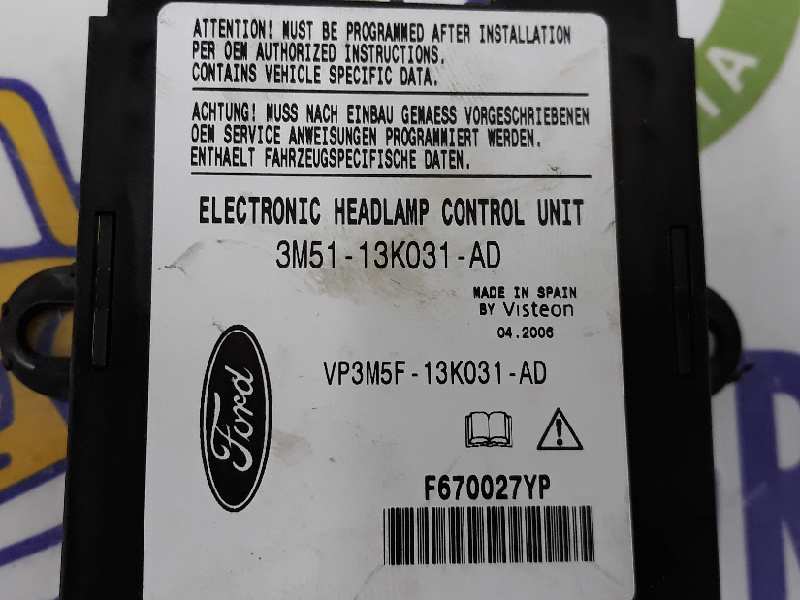 ATTENTION! MUST BE PROGRAMMED AFTER INSTALLATION
PER OEM AUTHORIZED INSTRUCTIONS.
CONTAINS VEHICLE SPECIFIC DATA.
ACHTUNG! MUSS NACH EINBAU GEMAESS VORGESCHRIEBENEN
OEM SERVICE ANWEISUNGEN PROGRAMMIERT WERDEN.
ENTHAELT FAHRZEUGSPECIFISCHE DATEN.
ELECTRONIC HEADLAMP CONTROL UNIT
3M51-13K031-AD
MADE IN SPAIN
BY Visteon
04.2006
VP3M5F-13K031-AD
Ford
F670027YP